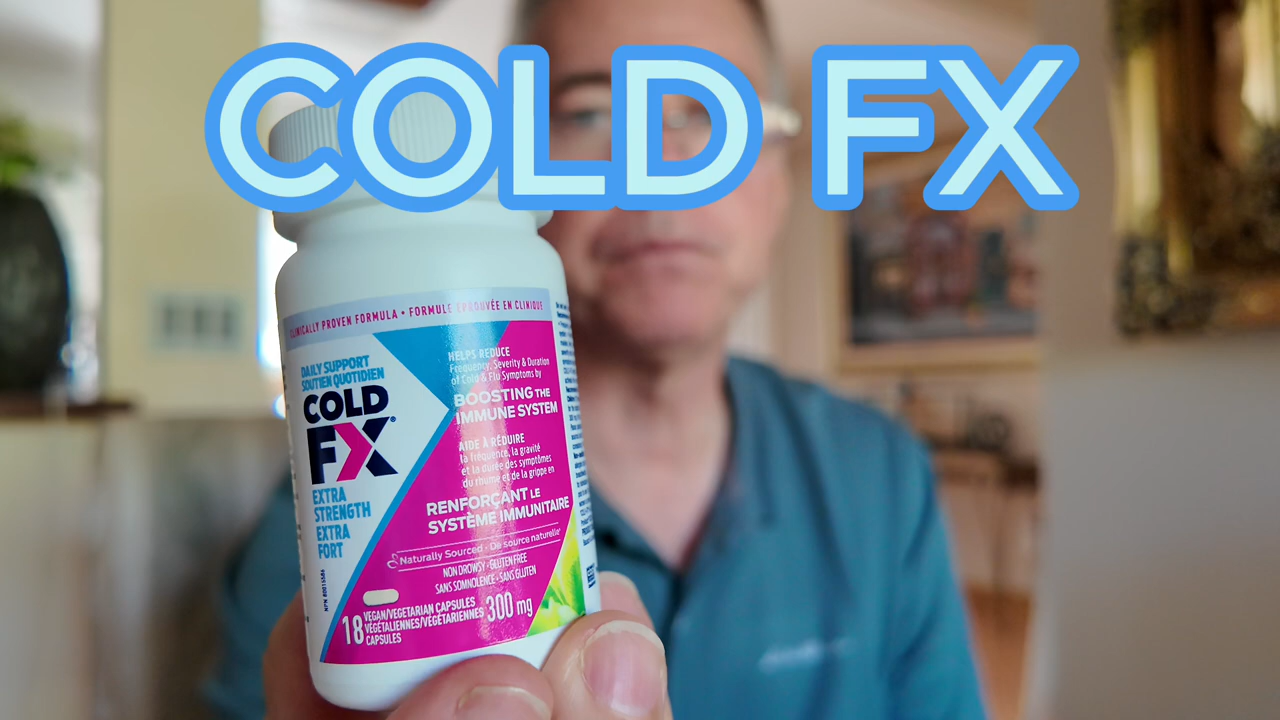 COLD FX
CLINICALLY PROVEN FORMULA • FORMULE ÉPROUVÉE EN CLINIQUE
DAILY SUPPORT
SOUTIEN QUOTIDIEN
COLD
FX®
EXTRA
STRENGTH
EXTRA
FORT
HELPS REDUCE
Frequency, Severity & Duration
of Cold & Flu Symptoms by
BOOSTING THE
IMMUNE SYSTEM
AIDE À RÉDUIRE
la fréquence, la gravité
et la durée des symptômes
du rhume et de la grippe en
RENFORÇANT LE
SYSTÈME IMMUNITAIRE
Naturally Sourced • De source naturelle
NON DROWSY • GLUTEN FREE
SANS SOMNOLENCE • SANS GLUTEN
18 VEGAN/VEGETARIAN CAPSULES
VÉGÉTALIENNES/VÉGÉTARIENNES
CAPSULES
300 mg